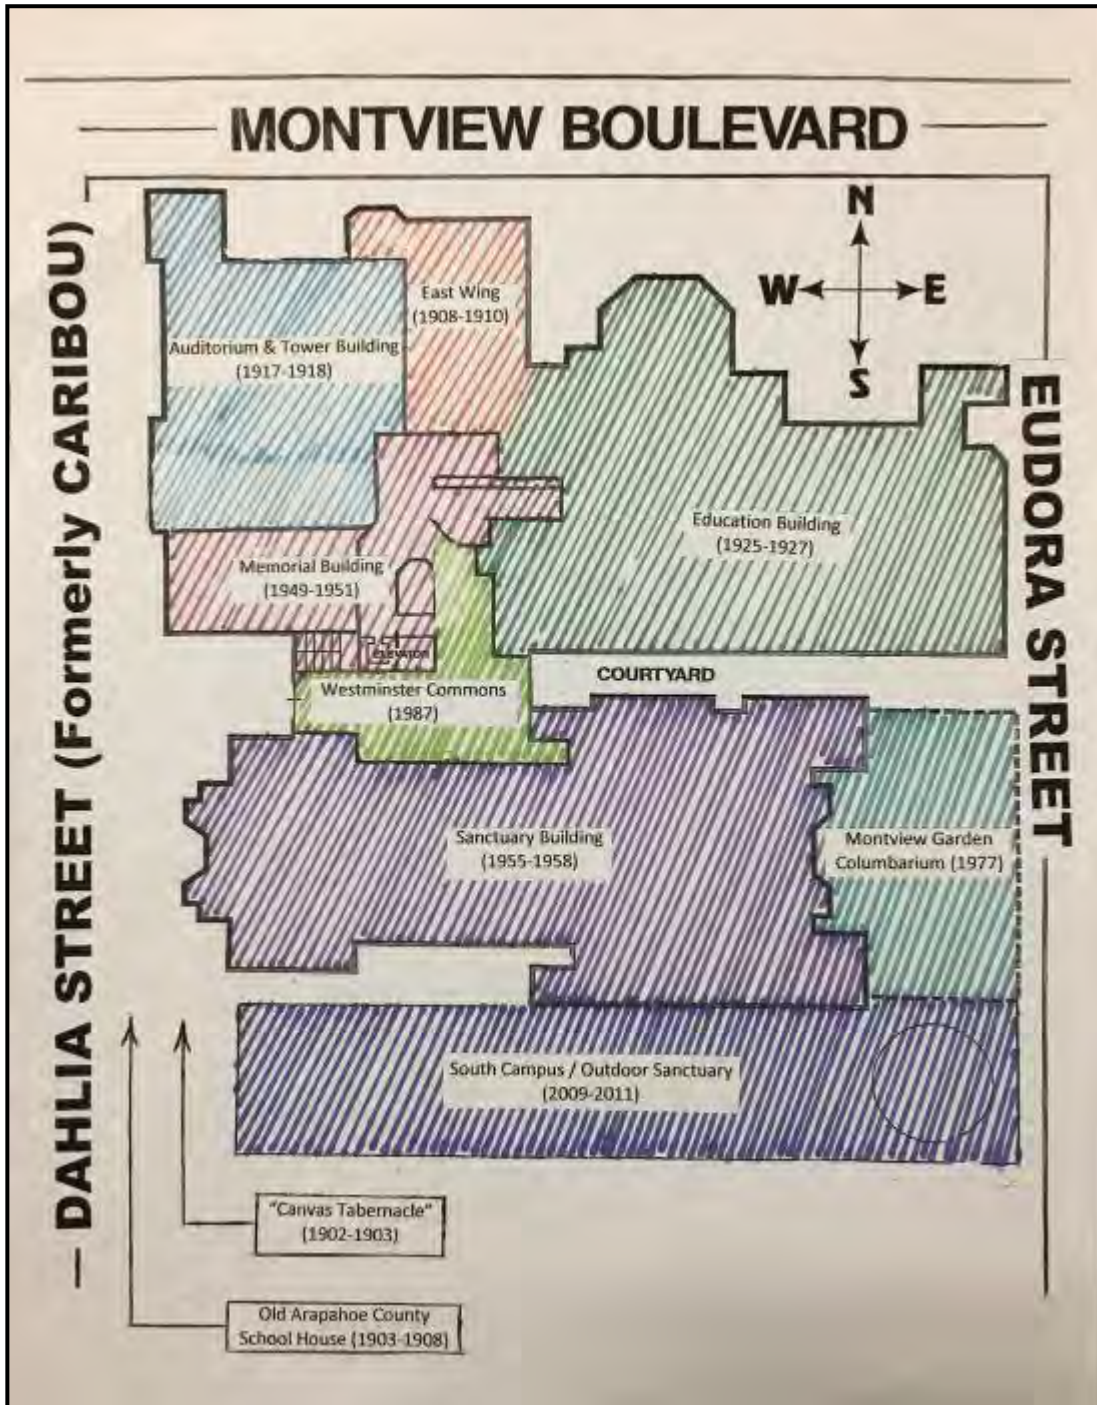 MONTVIEW BOULEVARD
N
W E
S
DAHLIA STREET (Formerly CARIBOU)
EUDORA STREET
East Wing
(1908-1910)
Auditorium & Tower Building
(1917-1918)
Education Building
(1925-1927)
Memorial Building
(1949-1951)
ELEVATOR
COURTYARD
Westminster Commons
(1987)
Sanctuary Building
(1955-1958)
Montview Garden
Columbarium (1977)
South Campus / Outdoor Sanctuary
(2009-2011)
"Canvas Tabernacle"
(1902-1903)
Old Arapahoe County
School House (1903-1908)